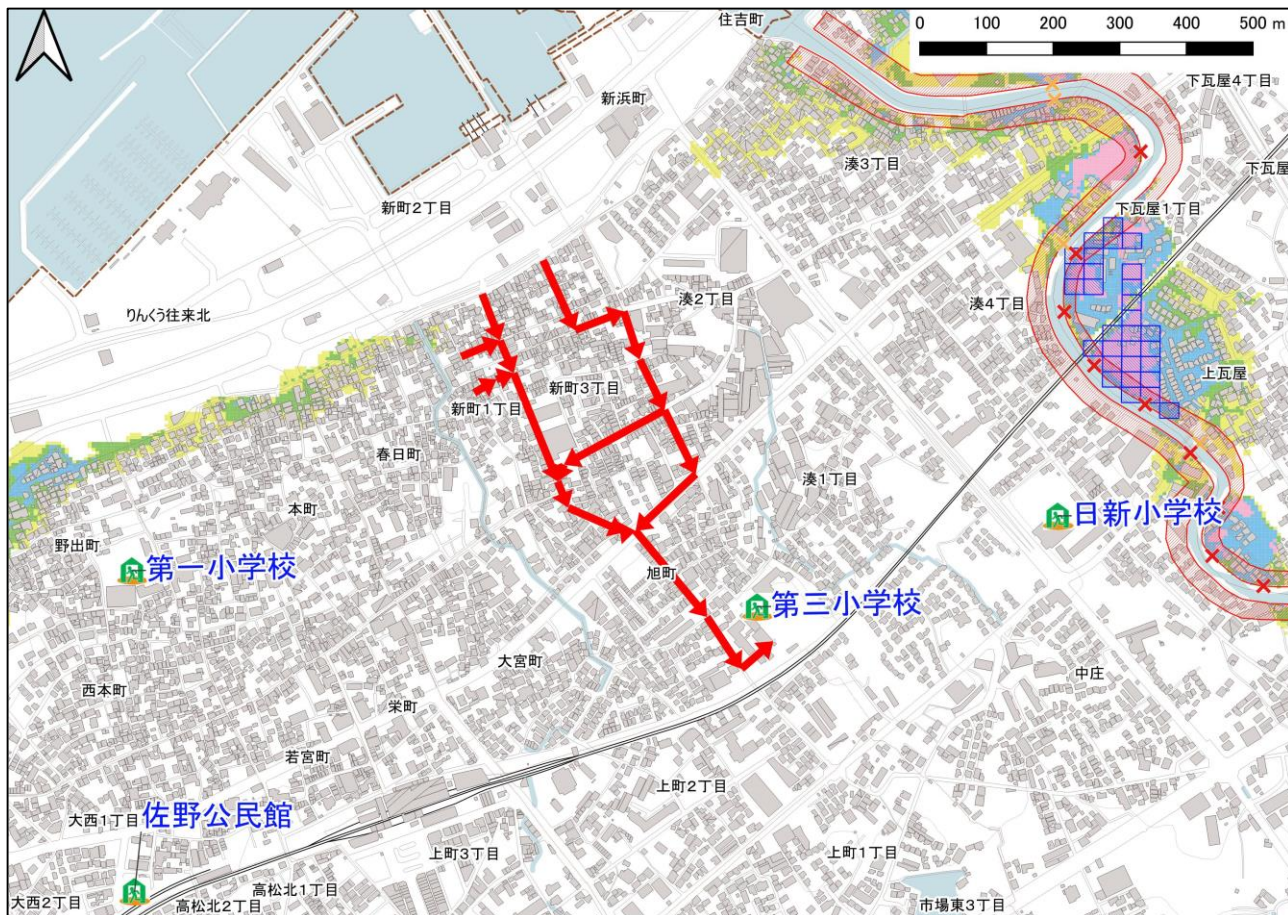 住吉町
0 100 200 300 400 500 m
下瓦屋4丁目
新浜町
湊3丁目
下瓦屋
新町2丁目
下瓦屋1丁目
湊2丁目
湊4丁目
りんくう往来北
新町3丁目
上瓦屋
新町1丁目
春日町
湊1丁目
本町
日新小学校
野出町
第一小学校
旭町
第三小学校
大宮町
中庄
西本町
栄町
若宮町
上町2丁目
佐野公民館
大西1丁目
上町3丁目
上町1丁目
高松北1丁目
大西2丁目
高松北2丁目
市場東3丁目